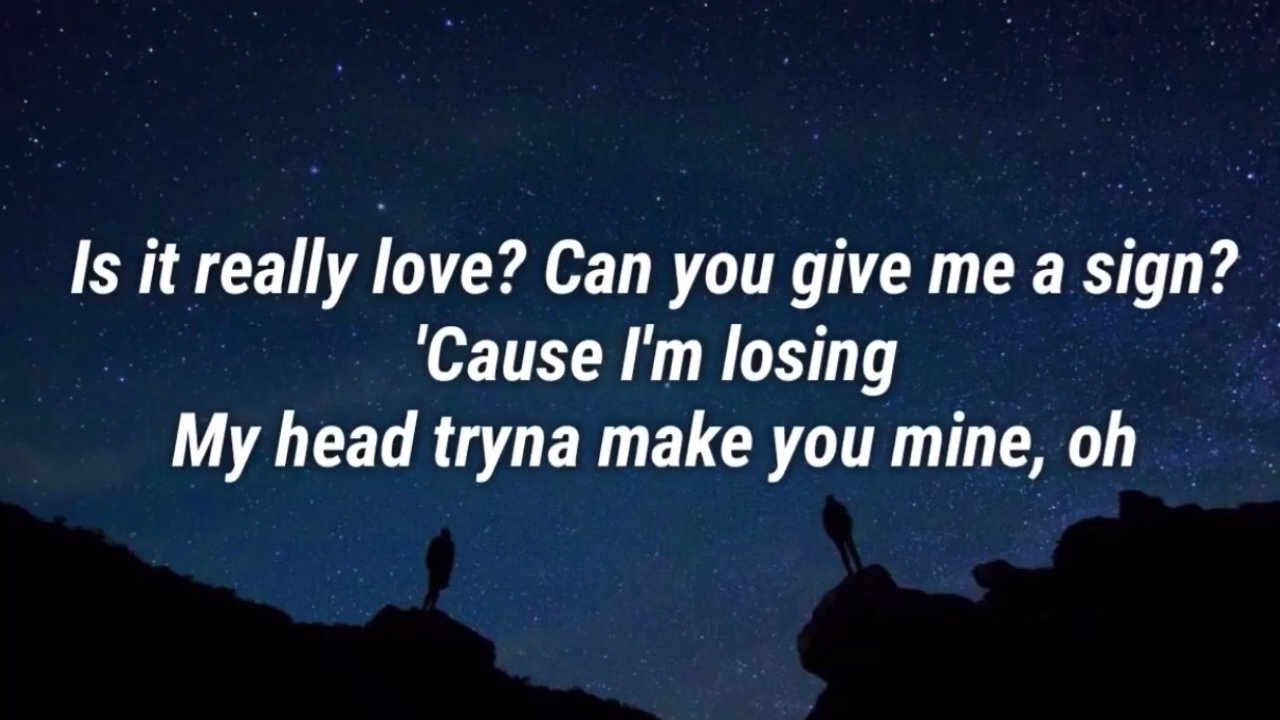 Is it really love? Can you give me a sign?
'Cause I'm losing
My head tryna make you mine, oh